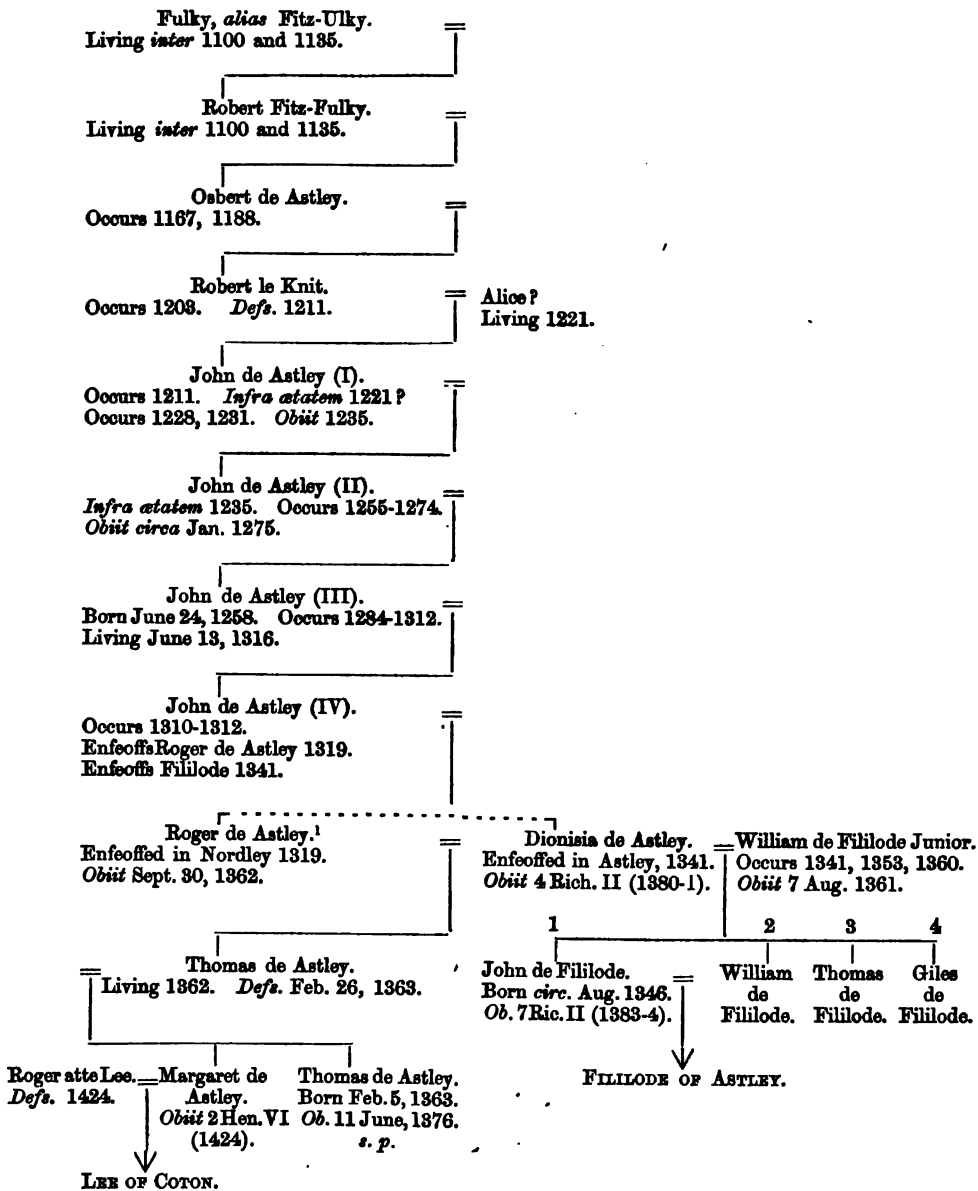 Fulky, alias Fitz-Ulky.
Living inter 1100 and 1135.
Robert Fitz-Fulky.
Living inter 1100 and 1135.
Osbert de Astley.
Occurs 1167, 1188.
Robert le Knit.
Occurs 1203. Defs. 1211.
Alice?
Living 1221.
John de Astley (I).
Occurs 1211. Infra ætatem 1221?
Occurs 1228, 1231. Obiit 1235.
John de Astley (II).
Infra ætatem 1235. Occurs 1255-1274.
Obiit circa Jan. 1275.
John de Astley (III).
Born June 24, 1258. Occurs 1284-1312.
Living June 13, 1316.
John de Astley (IV).
Occurs 1310-1312.
Enfeoffs Roger de Astley 1319.
Enfeoffs Fililode 1341.
Roger de Astley.¹
Enfeoffed in Nordley 1319.
Obiit Sept. 30, 1362.
Dionisia de Astley.
Enfeoffed in Astley, 1341.
Obiit 4 Rich. II (1380-1).
William de Fililode Junior.
Occurs 1341, 1353, 1360.
Obiit 7 Aug. 1361.
1 2 3 4
Thomas de Astley.
Living 1362. Defs. Feb. 26, 1363.
John de Fililode.
Born circ. Aug. 1346.
Ob. 7 Ric. II (1383-4).
William
de
Fililode.
Thomas
de
Fililode.
Giles
de
Fililode.
Roger atte Lee.
Defs. 1424.
Margaret de
Astley.
Obiit 2 Hen. VI
(1424).
Thomas de Astley.
Born Feb. 5, 1363.
Ob. 11 June, 1376.
s. p.
FILILODE OF ASTLEY.
LEE OF COTON.